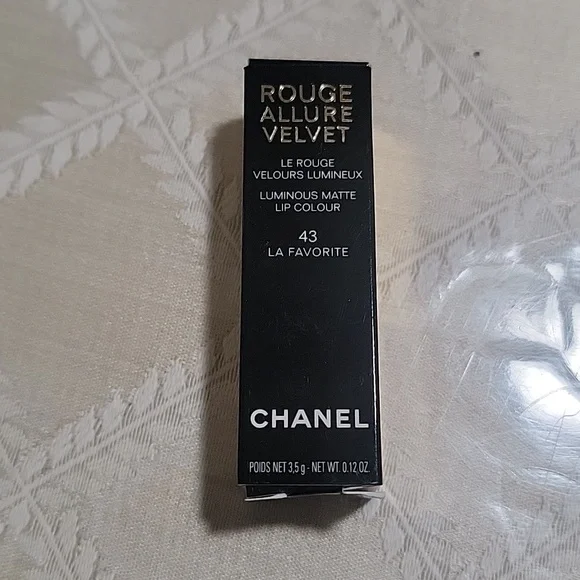 ROUGE
ALLURE
VELVET
LE ROUGE
VELOURS LUMINEUX
LUMINOUS MATTE
LIP COLOUR
43
LA FAVORITE
CHANEL
POIDS NET 3,5 g - NET WT. 0.12 OZ.